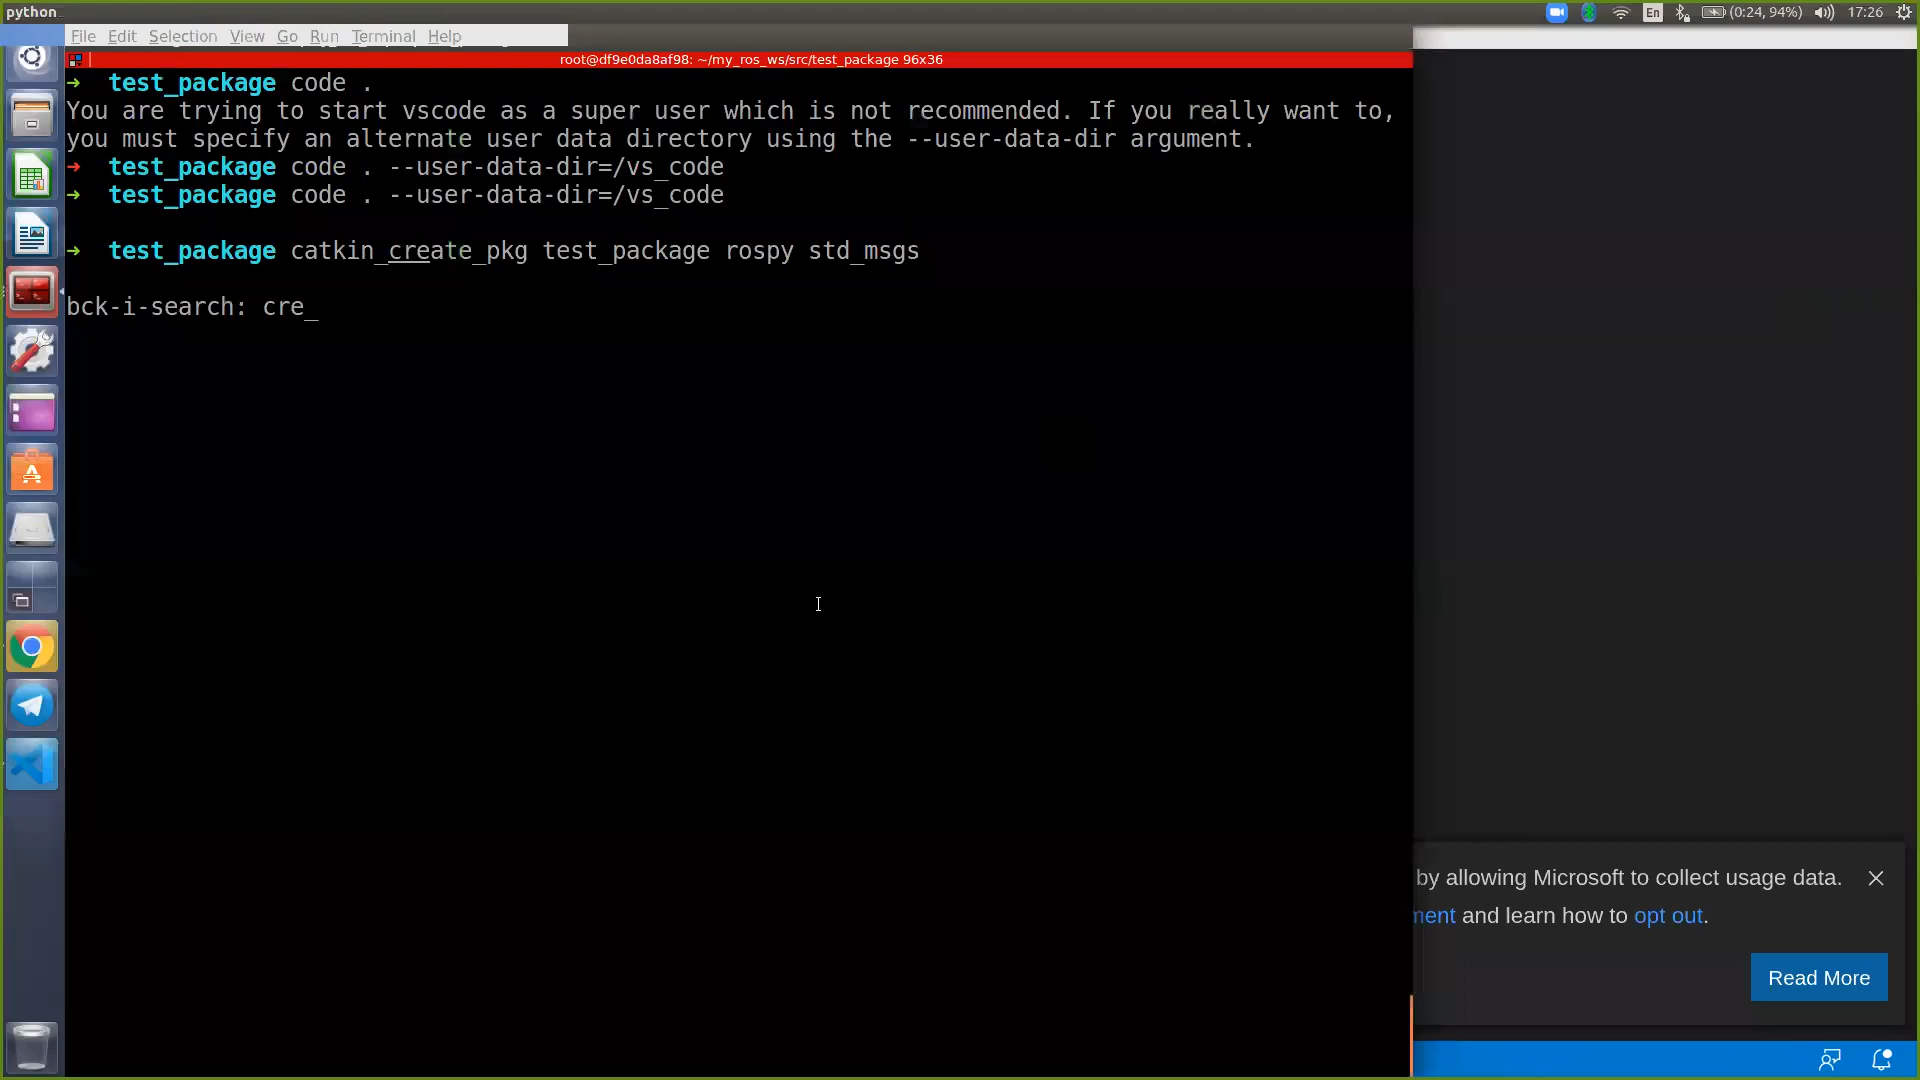 python
En
(0:24, 94%)
17:26
File Edit Selection View Go Run Terminal Help
root@df9e0da8af98: ~/my_ros_ws/src/test_package 96x36
➜ test_package code .
You are trying to start vscode as a super user which is not recommended. If you really want to,
you must specify an alternate user data directory using the --user-data-dir argument.
➜ test_package code . --user-data-dir=/vs_code
➜ test_package code . --user-data-dir=/vs_code
➜ test_package catkin_create_pkg test_package rospy std_msgs
bck-i-search: cre_
by allowing Microsoft to collect usage data.
and learn how to opt out.
Read More